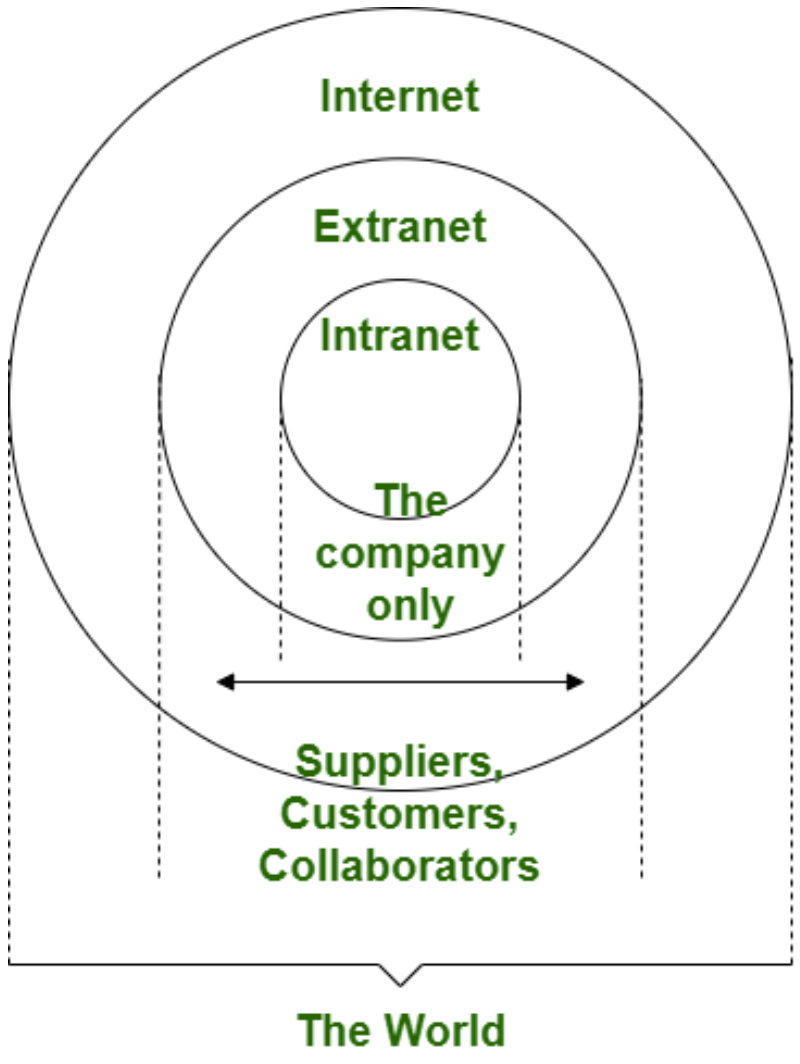 Internet
Extranet
Intranet
The
company
only
Suppliers,
Customers,
Collaborators
The World